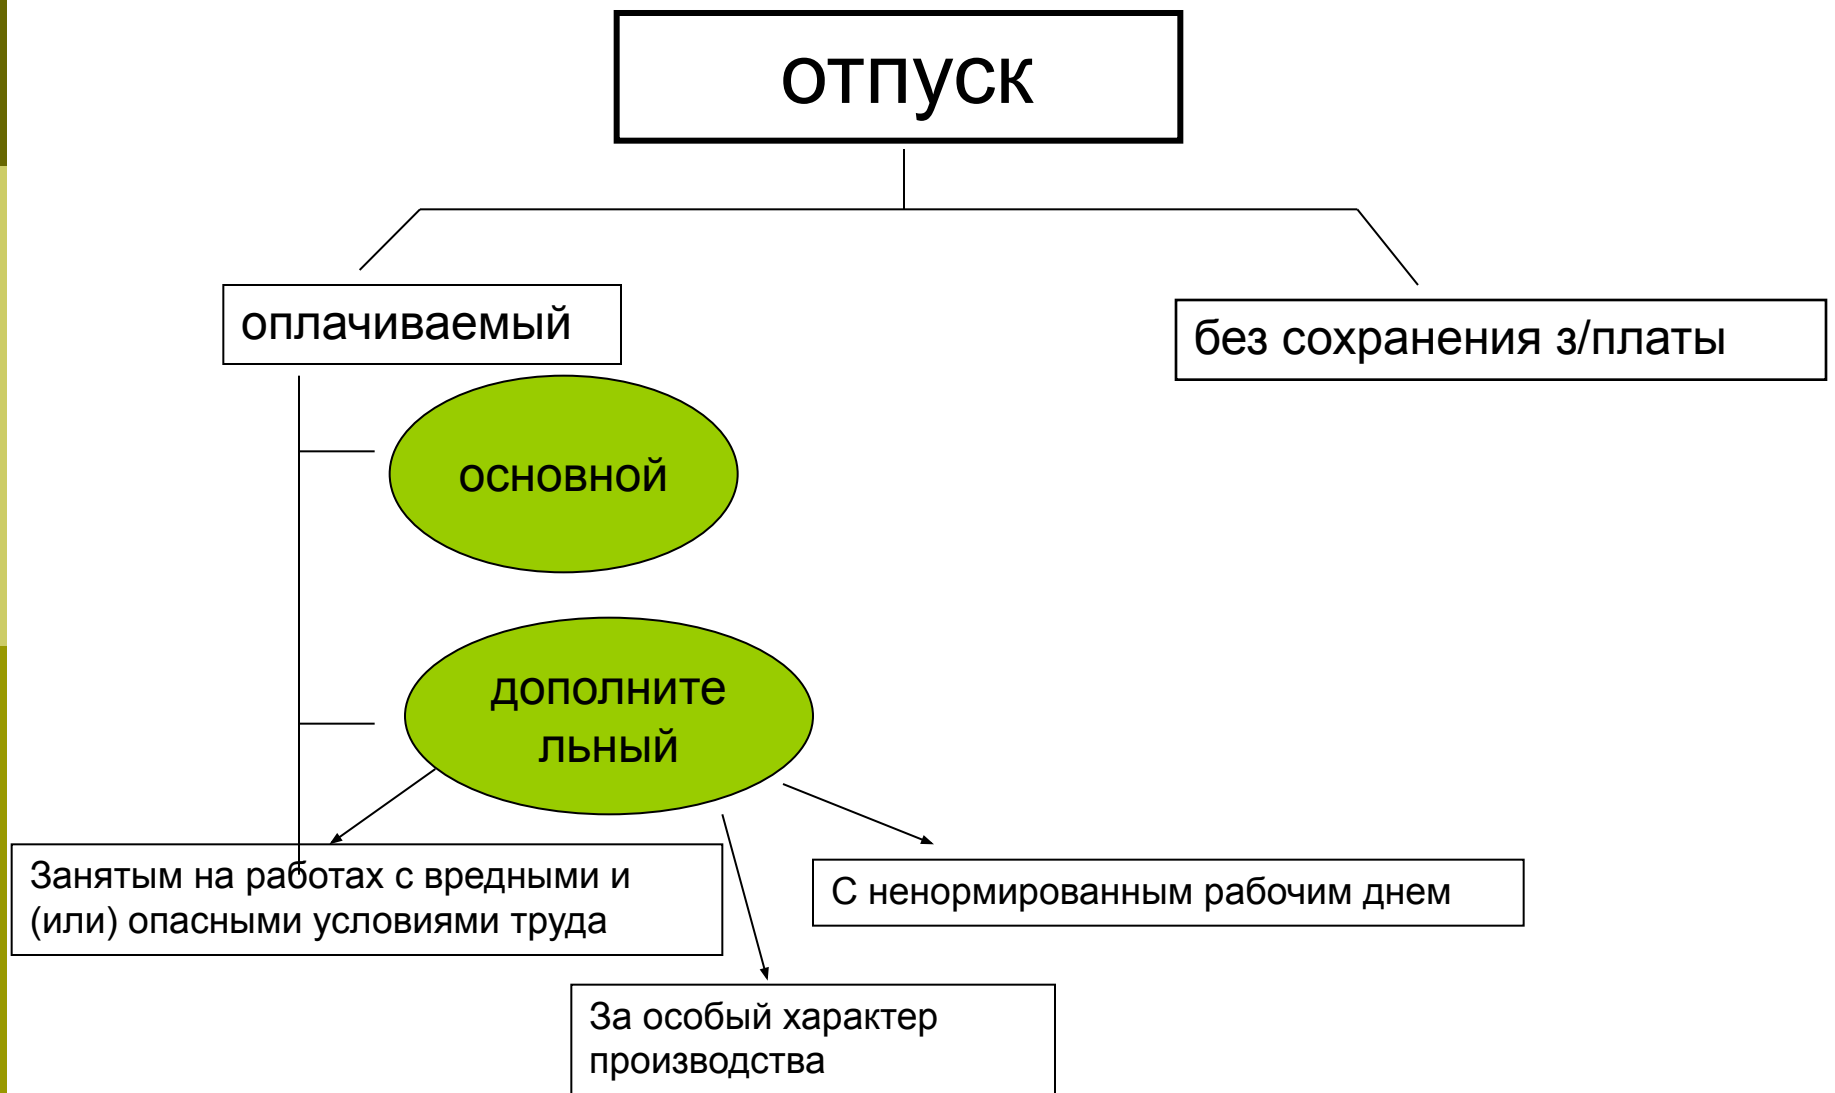 отпуск
оплачиваемый
без сохранения з/платы
основной
дополните
льный
Занятым на работах с вредными и
(или) опасными условиями труда
С ненормированным рабочим днем
За особый характер
производства